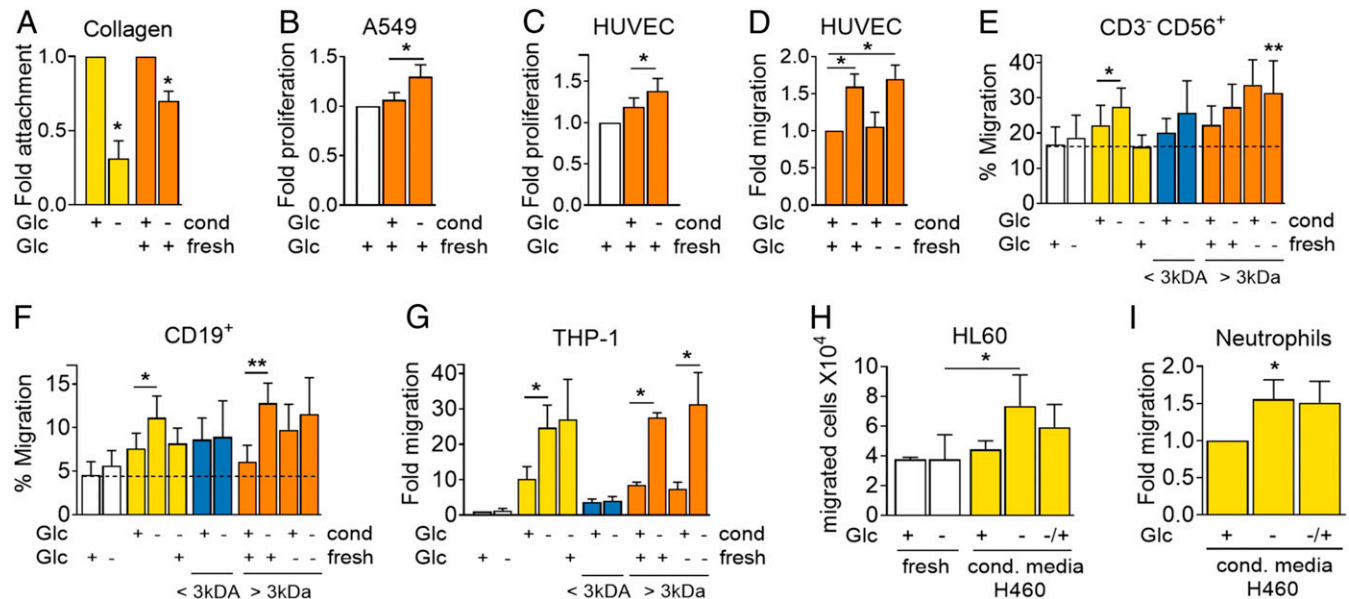 A Collagen
Fold attachment
1.0
0.5
0.0
* *
Glc + - + - cond
Glc + + fresh
B A549
Fold proliferation
1.5
1.0
0.5
0.0
*
Glc + -
Glc + + + fresh
C HUVEC
Fold proliferation
1.5
1.0
0.5
0.0
*
Glc + -
Glc + + + fresh
D HUVEC
Fold migration
2.0
1.5
1.0
0.5
0.0
* *
Glc + - + - cond
Glc + + - - fresh
E CD3- CD56+
% Migration
40
30
20
10
0
* **
Glc + - + - + - + - cond
Glc + - + + + - - fresh
< 3kDA > 3kDa
F CD19+
% Migration
15
10
5
0
* **
Glc + - + - + - + - cond
Glc + - + + + - - fresh
< 3kDA > 3kDa
G THP-1
Fold migration
40
30
20
10
0
* * *
Glc + - + - + - + - cond
Glc + - + + + - - fresh
< 3kDA > 3kDa
H HL60
migrated cells X10^4
10
8
6
4
2
0
*
Glc + - + - -/+
fresh cond. media
H460
I Neutrophils
Fold migration
2.0
1.5
1.0
0.5
0.0
*
Glc + - -/+
cond. media
H460